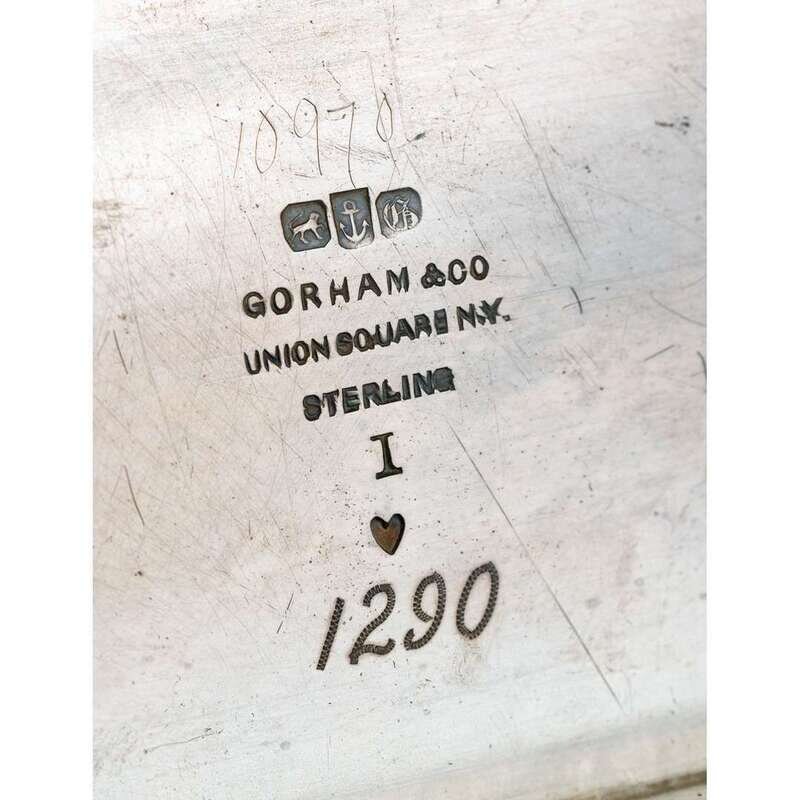 10970
G
GORHAM & CO
UNION SQUARE N.Y.
STERLING
I
♥
1290